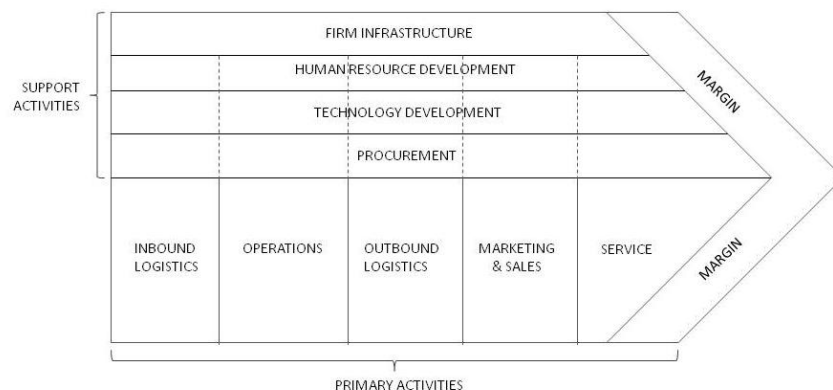 FIRM INFRASTRUCTURE
HUMAN RESOURCE DEVELOPMENT
SUPPORT
ACTIVITIES
TECHNOLOGY DEVELOPMENT
PROCUREMENT
MARGIN
INBOUND
LOGISTICS
OPERATIONS
OUTBOUND
LOGISTICS
MARKETING
& SALES
SERVICE
MARGIN
PRIMARY ACTIVITIES